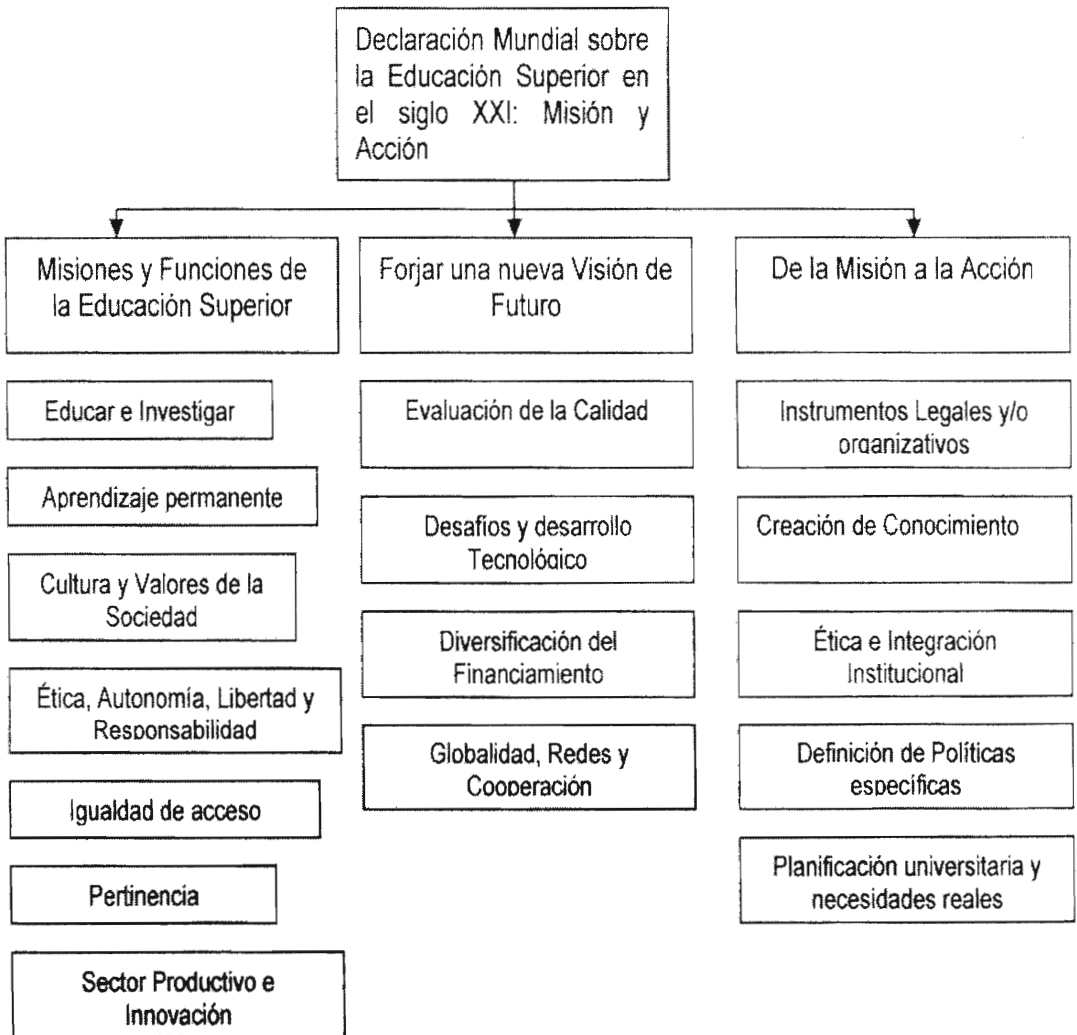 Declaración Mundial sobre
la Educación Superior en
el siglo XXI: Misión y
Acción
Misiones y Funciones de
la Educación Superior
Educar e Investigar
Aprendizaje permanente
Cultura y Valores de la
Sociedad
Ética, Autonomía, Libertad y
Responsabilidad
Igualdad de acceso
Pertinencia
Sector Productivo e
Innovación
Forjar una nueva Visión de
Futuro
Evaluación de la Calidad
Desafíos y desarrollo
Tecnológico
Diversificación del
Financiamiento
Globalidad, Redes y
Cooperación
De la Misión a la Acción
Instrumentos Legales y/o
organizativos
Creación de Conocimiento
Ética e Integración
Institucional
Definición de Políticas
específicas
Planificación universitaria y
necesidades reales